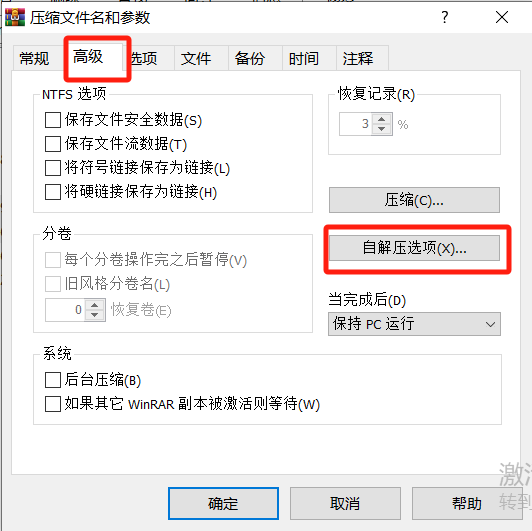 压缩文件名和参数
?
常规 高级 选项 文件 备份 时间 注释
NTFS 选项
保存文件安全数据(S)
保存文件流数据(T)
将符号链接保存为链接(L)
将硬链接保存为链接(H)
恢复记录(R)
3 %
压缩(C)...
分卷
每个分卷操作完之后暂停(V)
旧风格分卷名(L)
0 恢复卷(E)
自解压选项(X)...
当完成后(D)
保持 PC 运行
系统
后台压缩(B)
如果其它 WinRAR 副本被激活则等待(W)
激活
转到
确定 取消 帮助